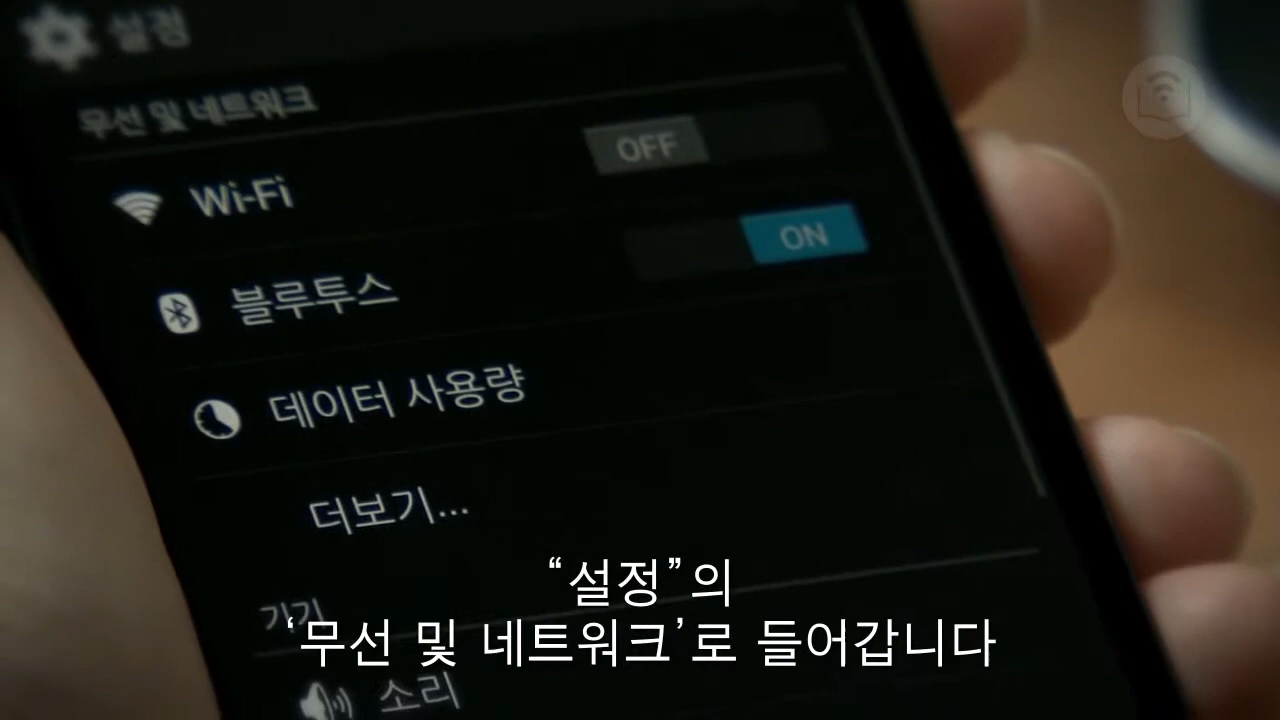 설정
무선 및 네트워크
Wi-Fi
OFF
블루투스
ON
데이터 사용량
더보기...
기기
소리
“설정”의
‘무선 및 네트워크’로 들어갑니다